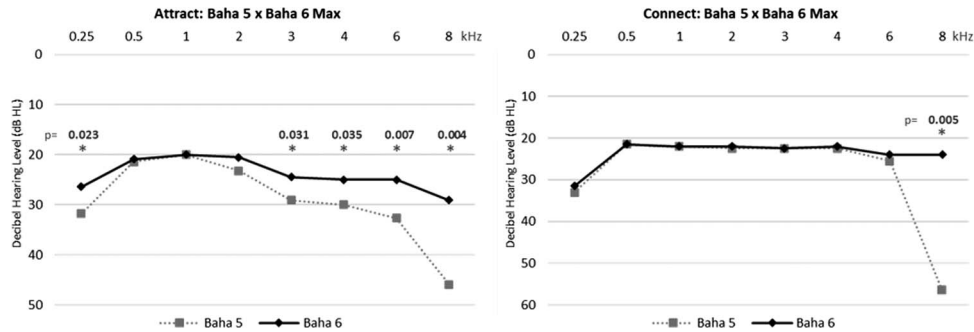 Attract: Baha 5 x Baha 6 Max
0.25 0.5 1 2 3 4 6 8 kHz
0
10
20
30
40
50
Decibel Hearing Level (dB HL)
p= 0.023 0.031 0.035 0.007 0.004
* * * * *
Baha 5 Baha 6
Connect: Baha 5 x Baha 6 Max
kHz
0.25 0.5 1 2 3 4 6 8
0
10
20
30
40
50
60
Decibel Hearing Level (dB HL)
p= 0.005
*
Baha 5 Baha 6